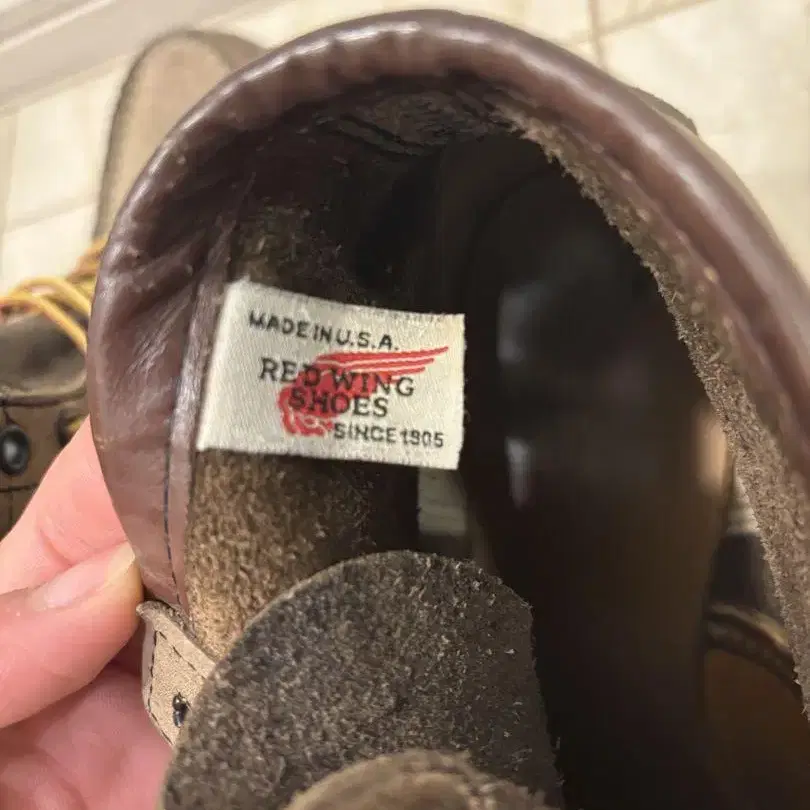 MADE IN U.S.A.
RED WING
SHOES
SINCE 1905